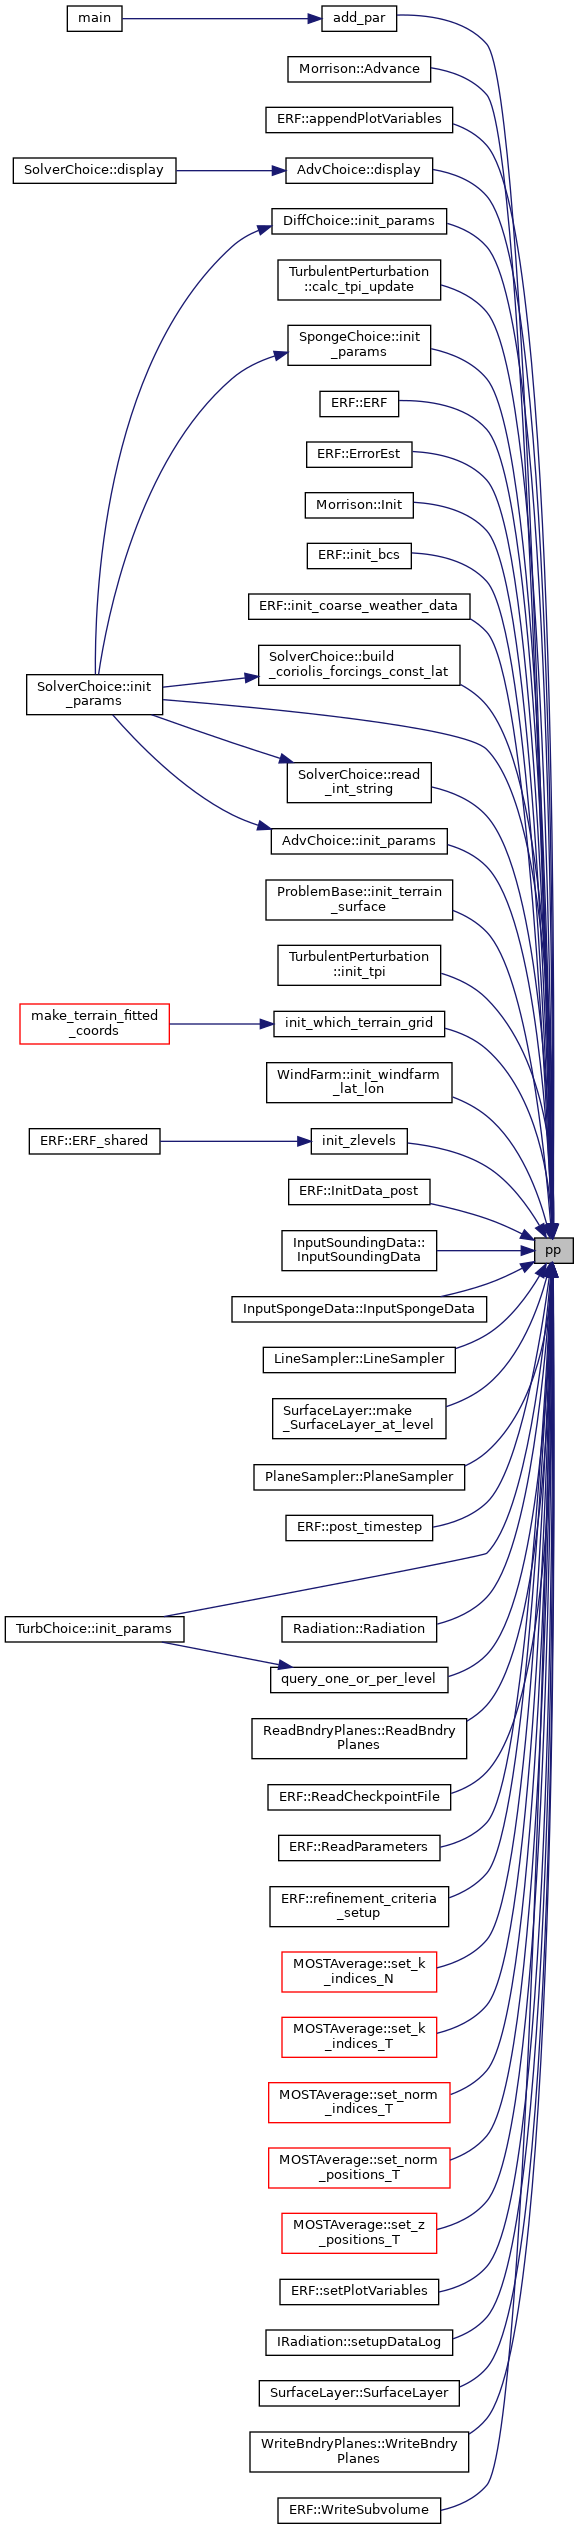 main
add_par
Morrison::Advance
ERF::appendPlotVariables
SolverChoice::display
AdvChoice::display
DiffChoice::init_params
TurbulentPerturbation
::calc_tpi_update
SpongeChoice::init
_params
ERF::ERF
ERF::ErrorEst
Morrison::Init
ERF::init_bcs
ERF::init_coarse_weather_data
SolverChoice::build
_coriolis_forcings_const_lat
SolverChoice::init
_params
SolverChoice::read
_int_string
AdvChoice::init_params
ProblemBase::init_terrain
_surface
TurbulentPerturbation
::init_tpi
make_terrain_fitted
_coords
init_which_terrain_grid
WindFarm::init_windfarm
_lat_lon
ERF::ERF_shared
init_zlevels
ERF::InitData_post
pp
InputSoundingData::
InputSoundingData
InputSpongeData::InputSpongeData
LineSampler::LineSampler
SurfaceLayer::make
_SurfaceLayer_at_level
PlaneSampler::PlaneSampler
ERF::post_timestep
TurbChoice::init_params
Radiation::Radiation
query_one_or_per_level
ReadBndryPlanes::ReadBndry
Planes
ERF::ReadCheckpointFile
ERF::ReadParameters
ERF::refinement_criteria
_setup
MOSTAverage::set_k
_indices_N
MOSTAverage::set_k
_indices_T
MOSTAverage::set_norm
_indices_T
MOSTAverage::set_norm
_positions_T
MOSTAverage::set_z
_positions_T
ERF::setPlotVariables
IRadiation::setupDataLog
SurfaceLayer::SurfaceLayer
WriteBndryPlanes::WriteBndry
Planes
ERF::WriteSubvolume